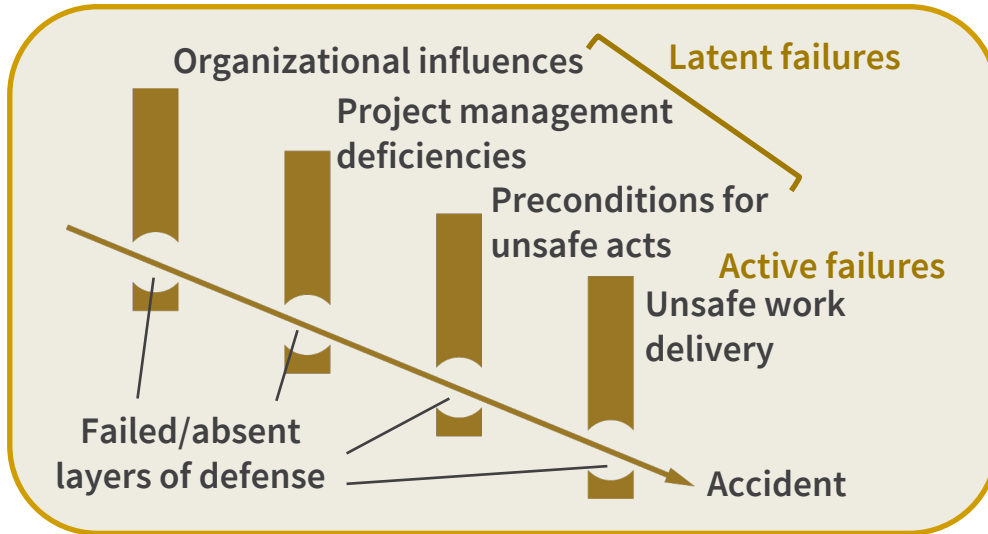 Organizational influences
Latent failures
Project management
deficiencies
Preconditions for
unsafe acts
Active failures
Unsafe work
delivery
Failed/absent
layers of defense
Accident